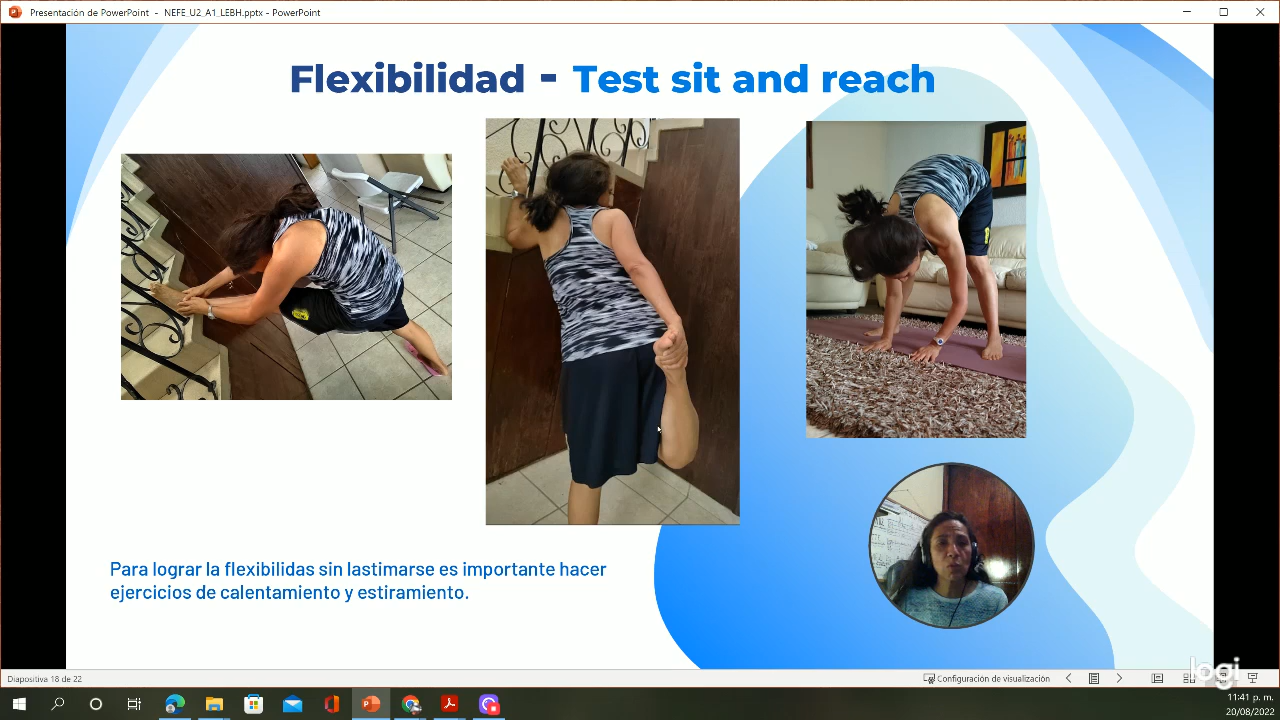 Presentación de PowerPoint - NEFE_U2_A1_LEBH.pptx - PowerPoint
Flexibilidad - Test sit and reach
Para lograr la flexibilidas sin lastimarse es importante hacer
ejercicios de calentamiento y estiramiento.
logi
Diapositiva 18 de 22
Configuración de visualización
11:41 p. m.
20/08/2022